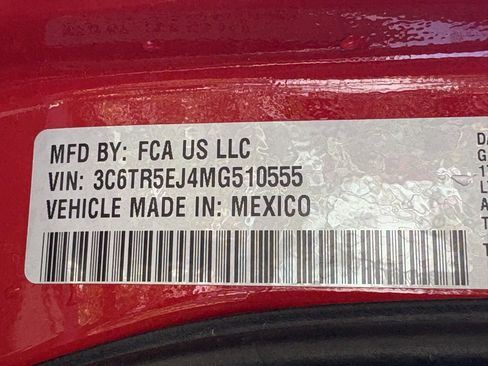 MFD BY: FCA US LLC
VIN: 3C6TR5EJ4MG510555
VEHICLE MADE IN: MEXICO